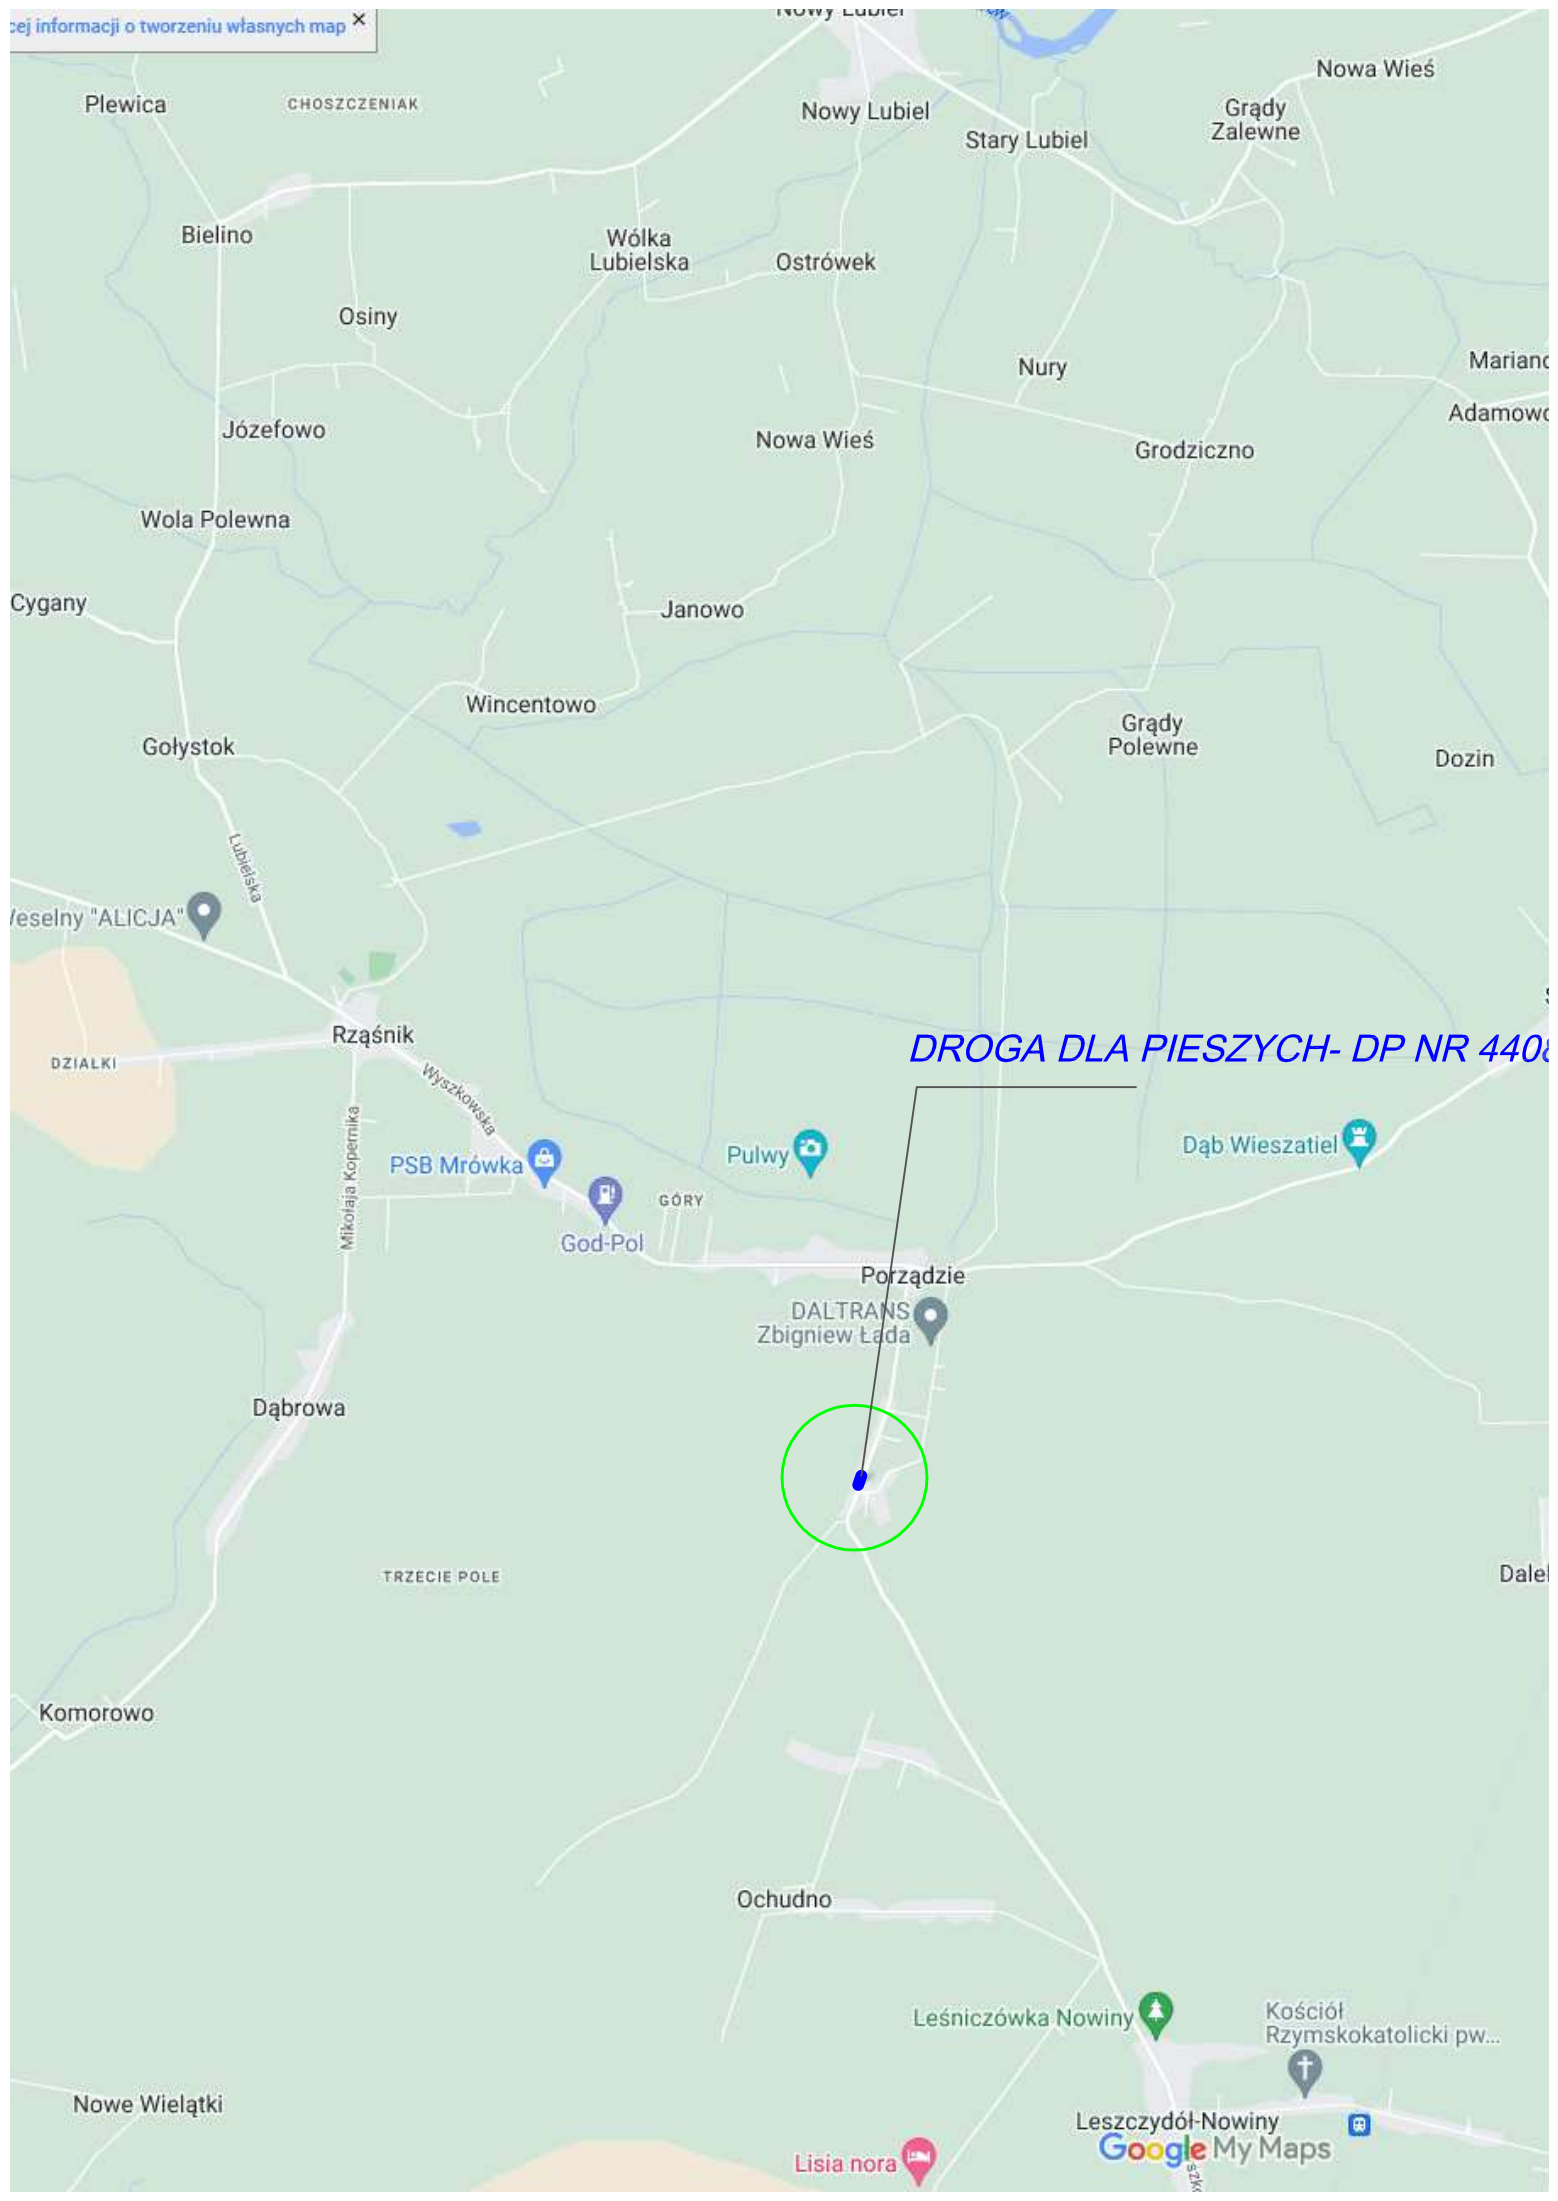 cej informacji o tworzeniu własnych map ×
Nowy Lubiel
Nowa Wieś
Plewica
CHOSZCZENIAK
Nowy Lubiel
Grądy
Zalewne
Stary Lubiel
Bielino
Wólka
Lubielska
Ostrówek
Osiny
Nury
Mariano
Adamowo
Józefowo
Nowa Wieś
Grodziczno
Wola Polewna
Cygany
Janowo
Wincentowo
Grądy
Polewne
Gołystok
Dozin
Lubielska
Weselny "ALICJA"
Rząśnik
DROGA DLA PIESZYCH- DP NR 4408
DZIAŁKI
Wyszkowska
Mikołaja Kopernika
PSB Mrówka
Pulwy
Dąb Wieszatiel
GÓRY
God-Pol
Porządzie
DALTRANS
Zbigniew Łada
Dąbrowa
TRZECIE POLE
Dalek
Komorowo
Ochudno
Leśniczówka Nowiny
Kościół
Rzymskokatolicki pw...
Nowe Wielątki
Leszczydół-Nowiny
Google My Maps
Lisia nora